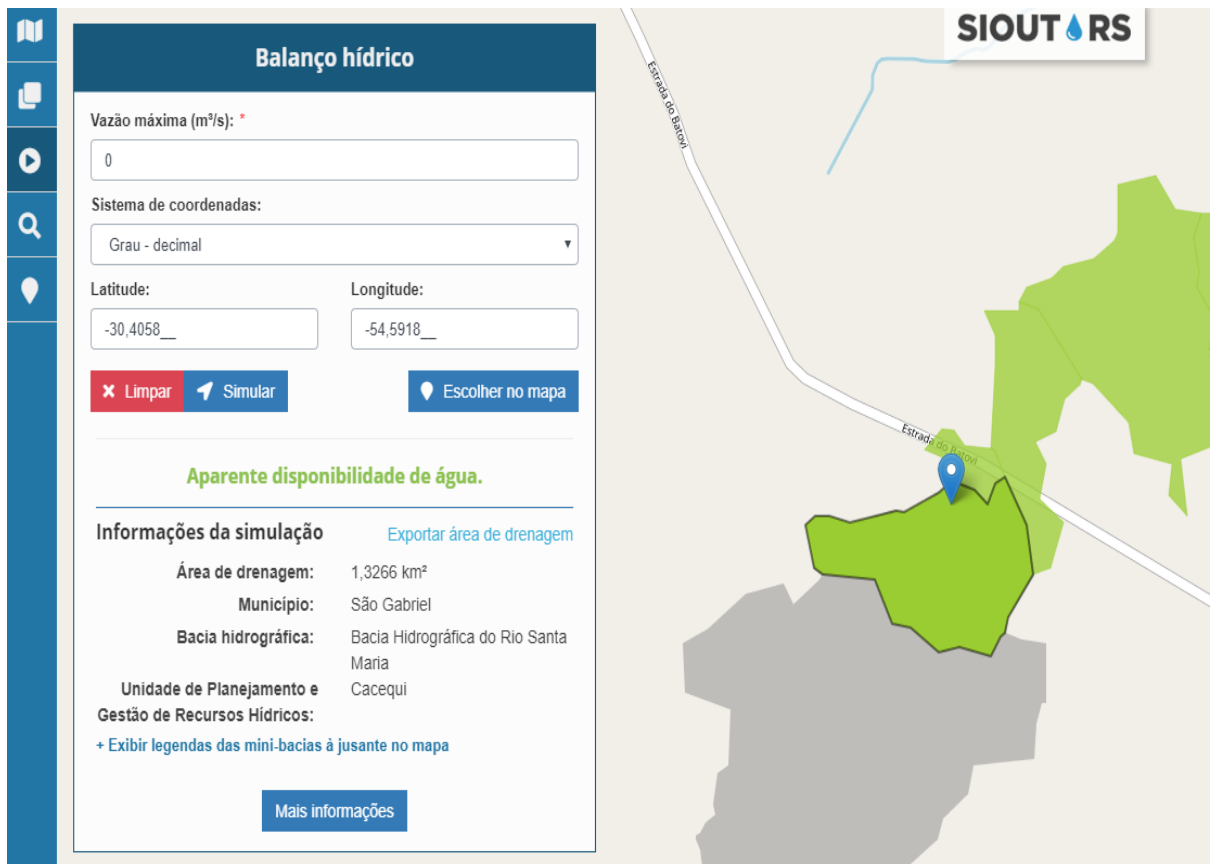 SIOUT RS
Balanço hídrico
Vazão máxima (m³/s): *
0
Sistema de coordenadas:
Grau - decimal
Latitude:
Longitude:
-30,4058__
-54,5918__
Limpar
Simular
Escolher no mapa
Aparente disponibilidade de água.
Informações da simulação
Exportar área de drenagem
Área de drenagem: 1,3266 km²
Município: São Gabriel
Bacia hidrográfica: Bacia Hidrográfica do Rio Santa
Maria
Unidade de Planejamento e Cacequi
Gestão de Recursos Hídricos:
+ Exibir legendas das mini-bacias à jusante no mapa
Mais informações
Estrada do Batovi
Estrada do Batovi